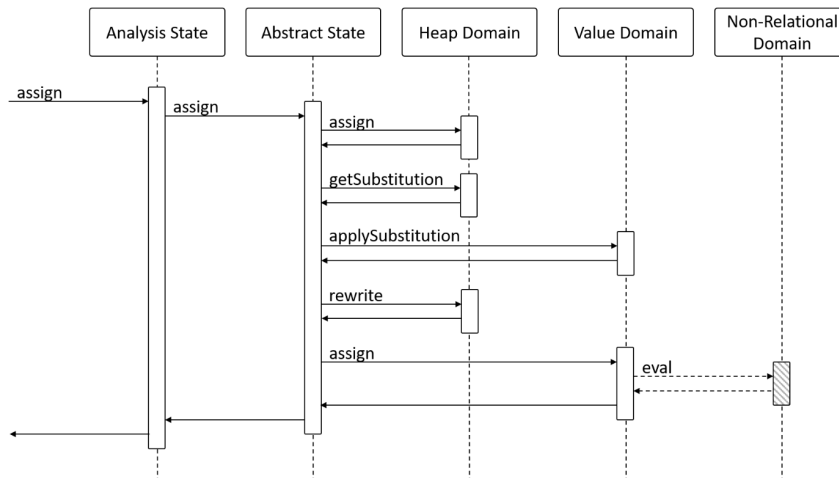 Analysis State
Abstract State
Heap Domain
Value Domain
Non-Relational
Domain
assign
assign
assign
getSubstitution
applySubstitution
rewrite
assign
eval